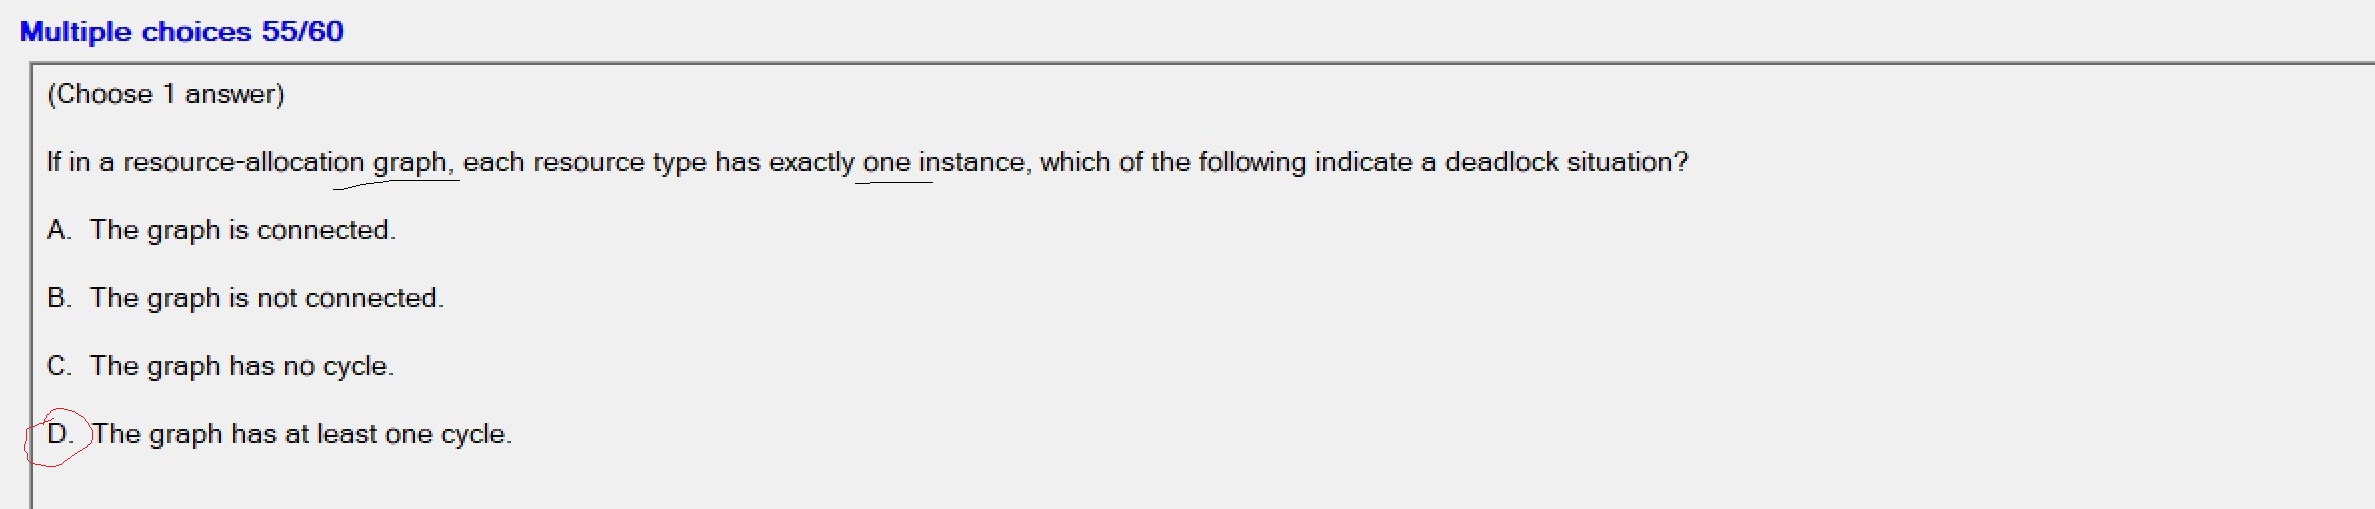 Multiple choices 55/60
(Choose 1 answer)
If in a resource-allocation graph, each resource type has exactly one instance, which of the following indicate a deadlock situation?
A. The graph is connected.
B. The graph is not connected.
C. The graph has no cycle.
D. The graph has at least one cycle.